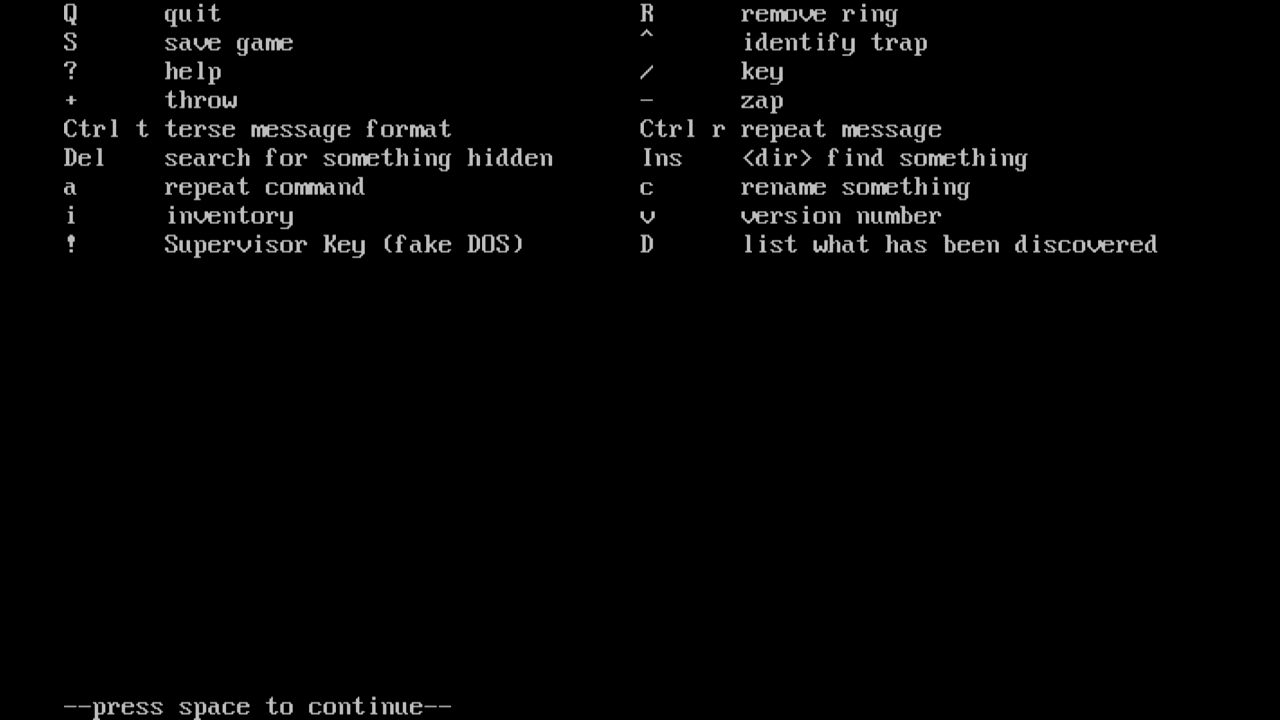 Q      quit                             R      remove ring
S      save game                        ^      identify trap
?      help                             /      key
+      throw                            -      zap
Ctrl t terse message format             Ctrl r repeat message
Del    search for something hidden      Ins    <dir> find something
a      repeat command                   c      rename something
i      inventory                        v      version number
!      Supervisor Key (fake DOS)        D      list what has been discovered
--press space to continue--